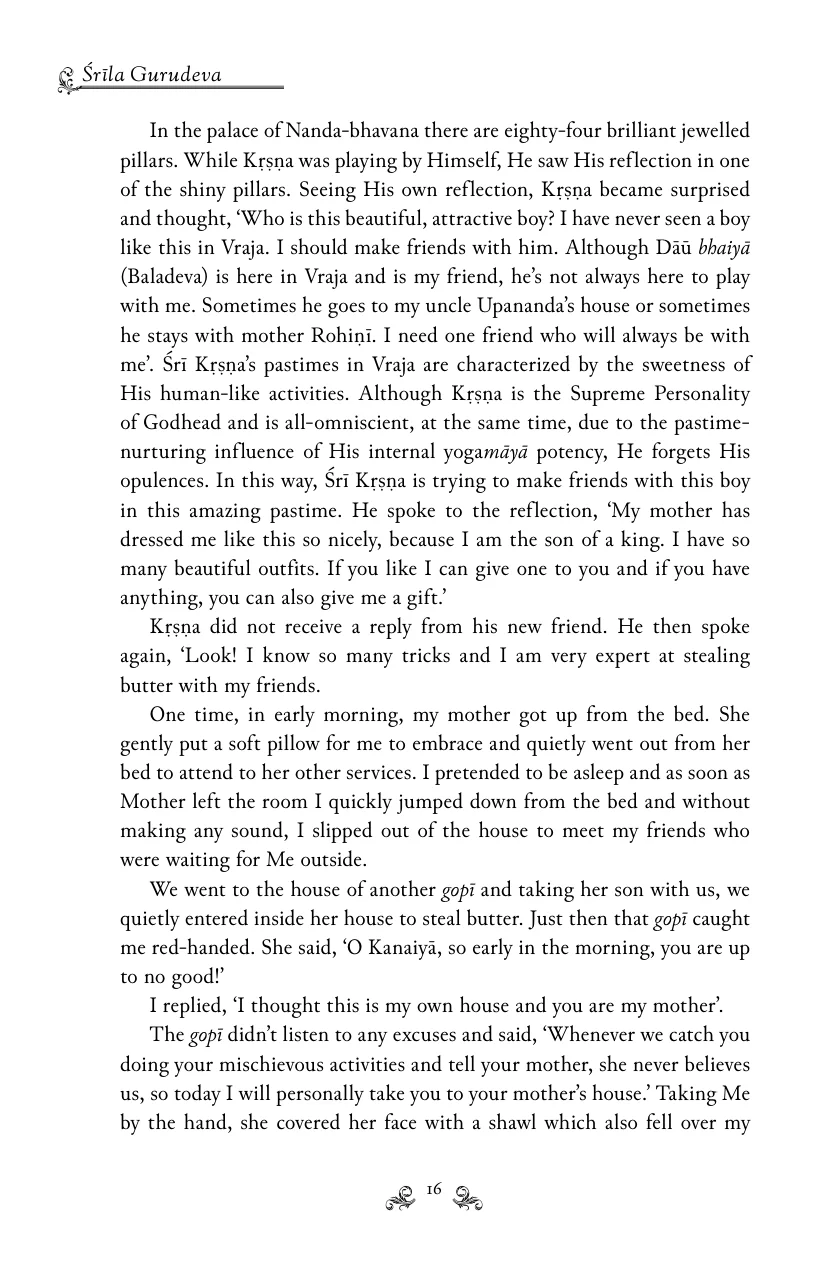 Śrīla Gurudeva
In the palace of Nanda-bhavana there are eighty-four brilliant jewelled
pillars. While Kṛṣṇa was playing by Himself, He saw His reflection in one
of the shiny pillars. Seeing His own reflection, Kṛṣṇa became surprised
and thought, ‘Who is this beautiful, attractive boy? I have never seen a boy
like this in Vraja. I should make friends with him. Although Dāū bhaiyā
(Baladeva) is here in Vraja and is my friend, he’s not always here to play
with me. Sometimes he goes to my uncle Upananda’s house or sometimes
he stays with mother Rohiṇī. I need one friend who will always be with
me’. Śrī Kṛṣṇa’s pastimes in Vraja are characterized by the sweetness of
His human-like activities. Although Kṛṣṇa is the Supreme Personality
of Godhead and is all-omniscient, at the same time, due to the pastime-
nurturing influence of His internal yogamāyā potency, He forgets His
opulences. In this way, Śrī Kṛṣṇa is trying to make friends with this boy
in this amazing pastime. He spoke to the reflection, ‘My mother has
dressed me like this so nicely, because I am the son of a king. I have so
many beautiful outfits. If you like I can give one to you and if you have
anything, you can also give me a gift.’
Kṛṣṇa did not receive a reply from his new friend. He then spoke
again, ‘Look! I know so many tricks and I am very expert at stealing
butter with my friends.
One time, in early morning, my mother got up from the bed. She
gently put a soft pillow for me to embrace and quietly went out from her
bed to attend to her other services. I pretended to be asleep and as soon as
Mother left the room I quickly jumped down from the bed and without
making any sound, I slipped out of the house to meet my friends who
were waiting for Me outside.
We went to the house of another gopī and taking her son with us, we
quietly entered inside her house to steal butter. Just then that gopī caught
me red-handed. She said, ‘O Kanaiyā, so early in the morning, you are up
to no good!’
I replied, ‘I thought this is my own house and you are my mother’.
The gopī didn’t listen to any excuses and said, ‘Whenever we catch you
doing your mischievous activities and tell your mother, she never believes
us, so today I will personally take you to your mother’s house.’ Taking Me
by the hand, she covered her face with a shawl which also fell over my
16